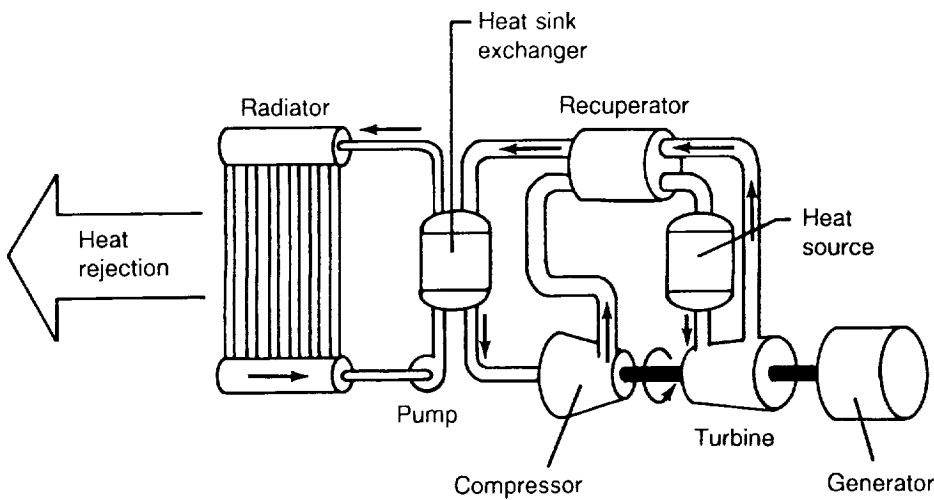 Heat sink
exchanger
Radiator
Recuperator
Heat
rejection
Heat
source
Pump
Compressor
Turbine
Generator